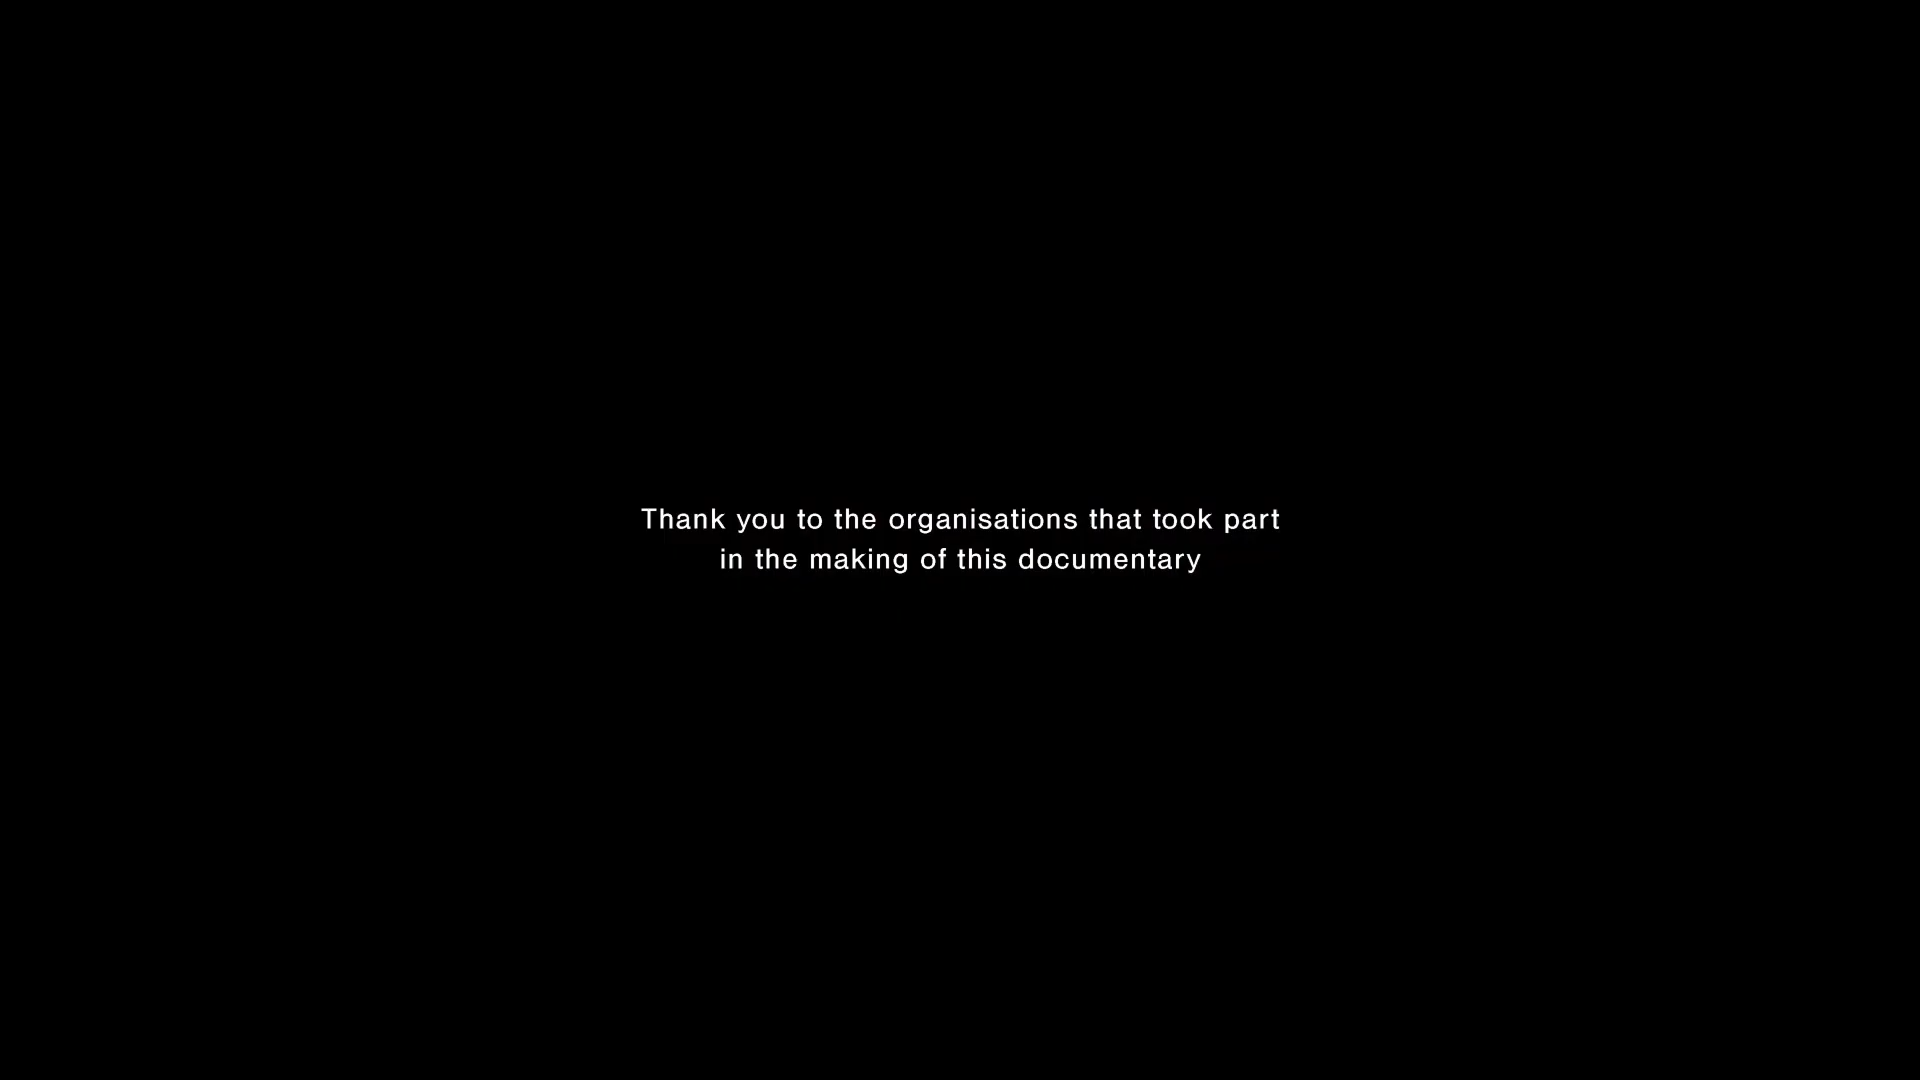 Thank you to the organisations that took part
in the making of this documentary